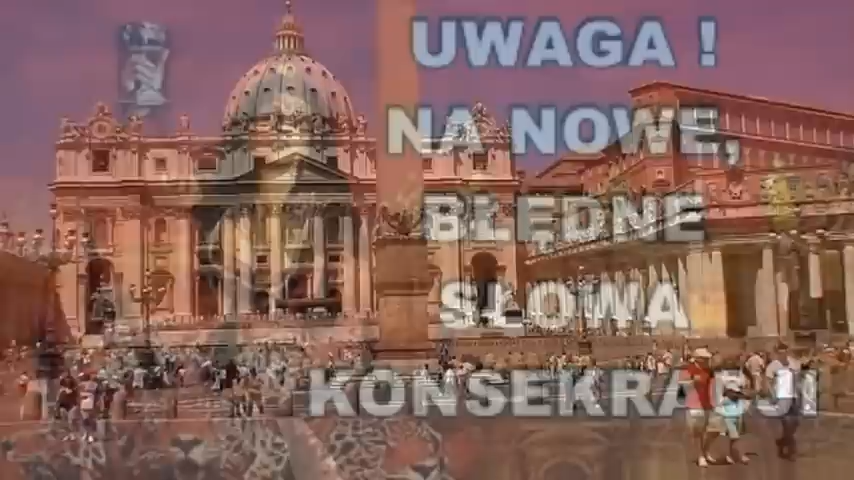 UWAGA !
NA NOWE,
BŁĘDNE
SŁOWA
KONSEKRACJI